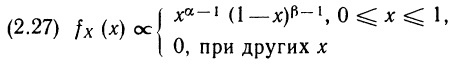 (2.27) f_X (x) ∝ { x^{α−1} (1−x)^{β−1}, 0 ⩽ x ⩽ 1,
0, при других x